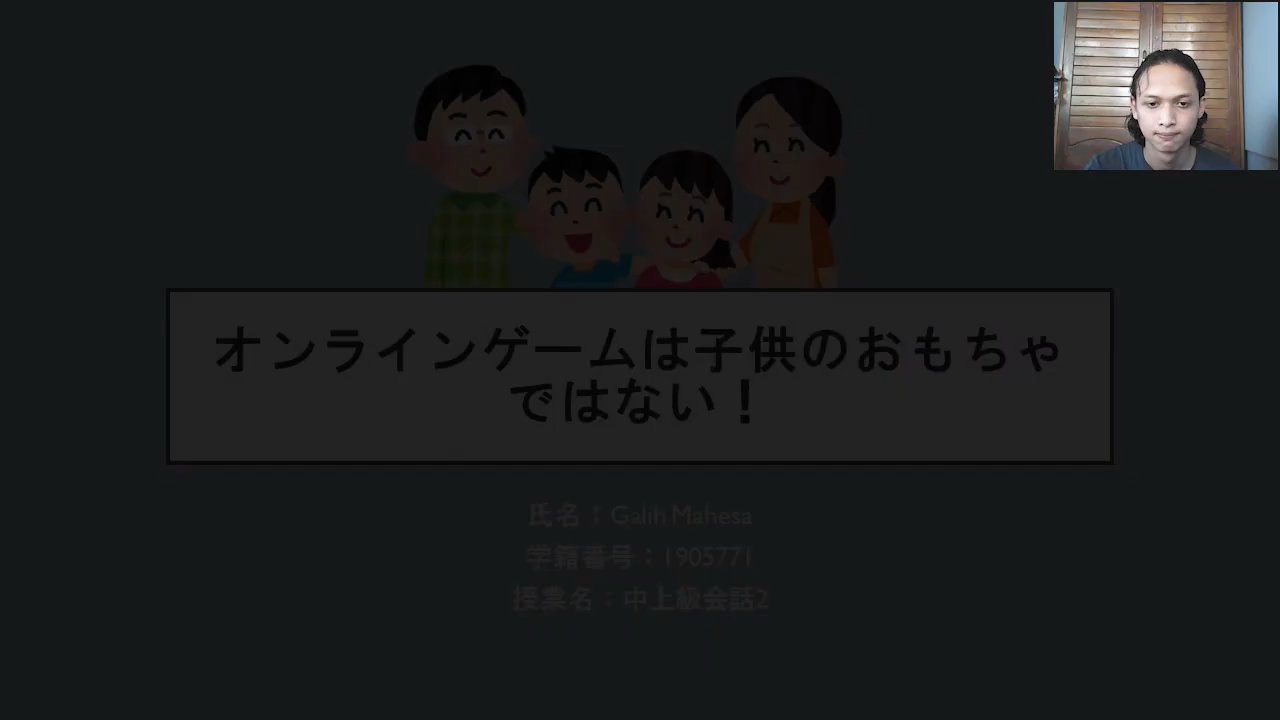 オンラインゲームは子供のおもちゃ
ではない！
氏名：Galih Mahesa
学籍番号：1905771
授業名：中上級会話2